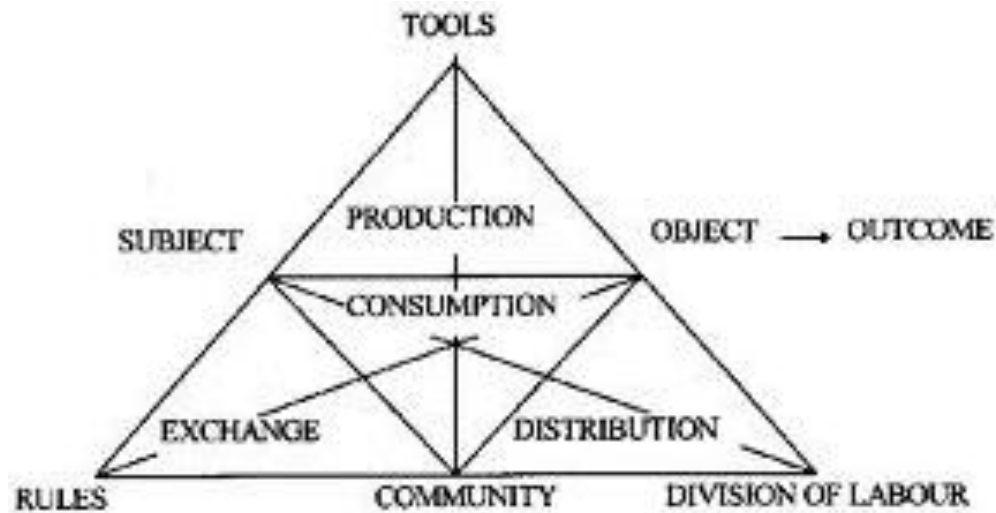 TOOLS
PRODUCTION
SUBJECT
OBJECT → OUTCOME
CONSUMPTION
EXCHANGE
DISTRIBUTION
RULES
COMMUNITY
DIVISION OF LABOUR